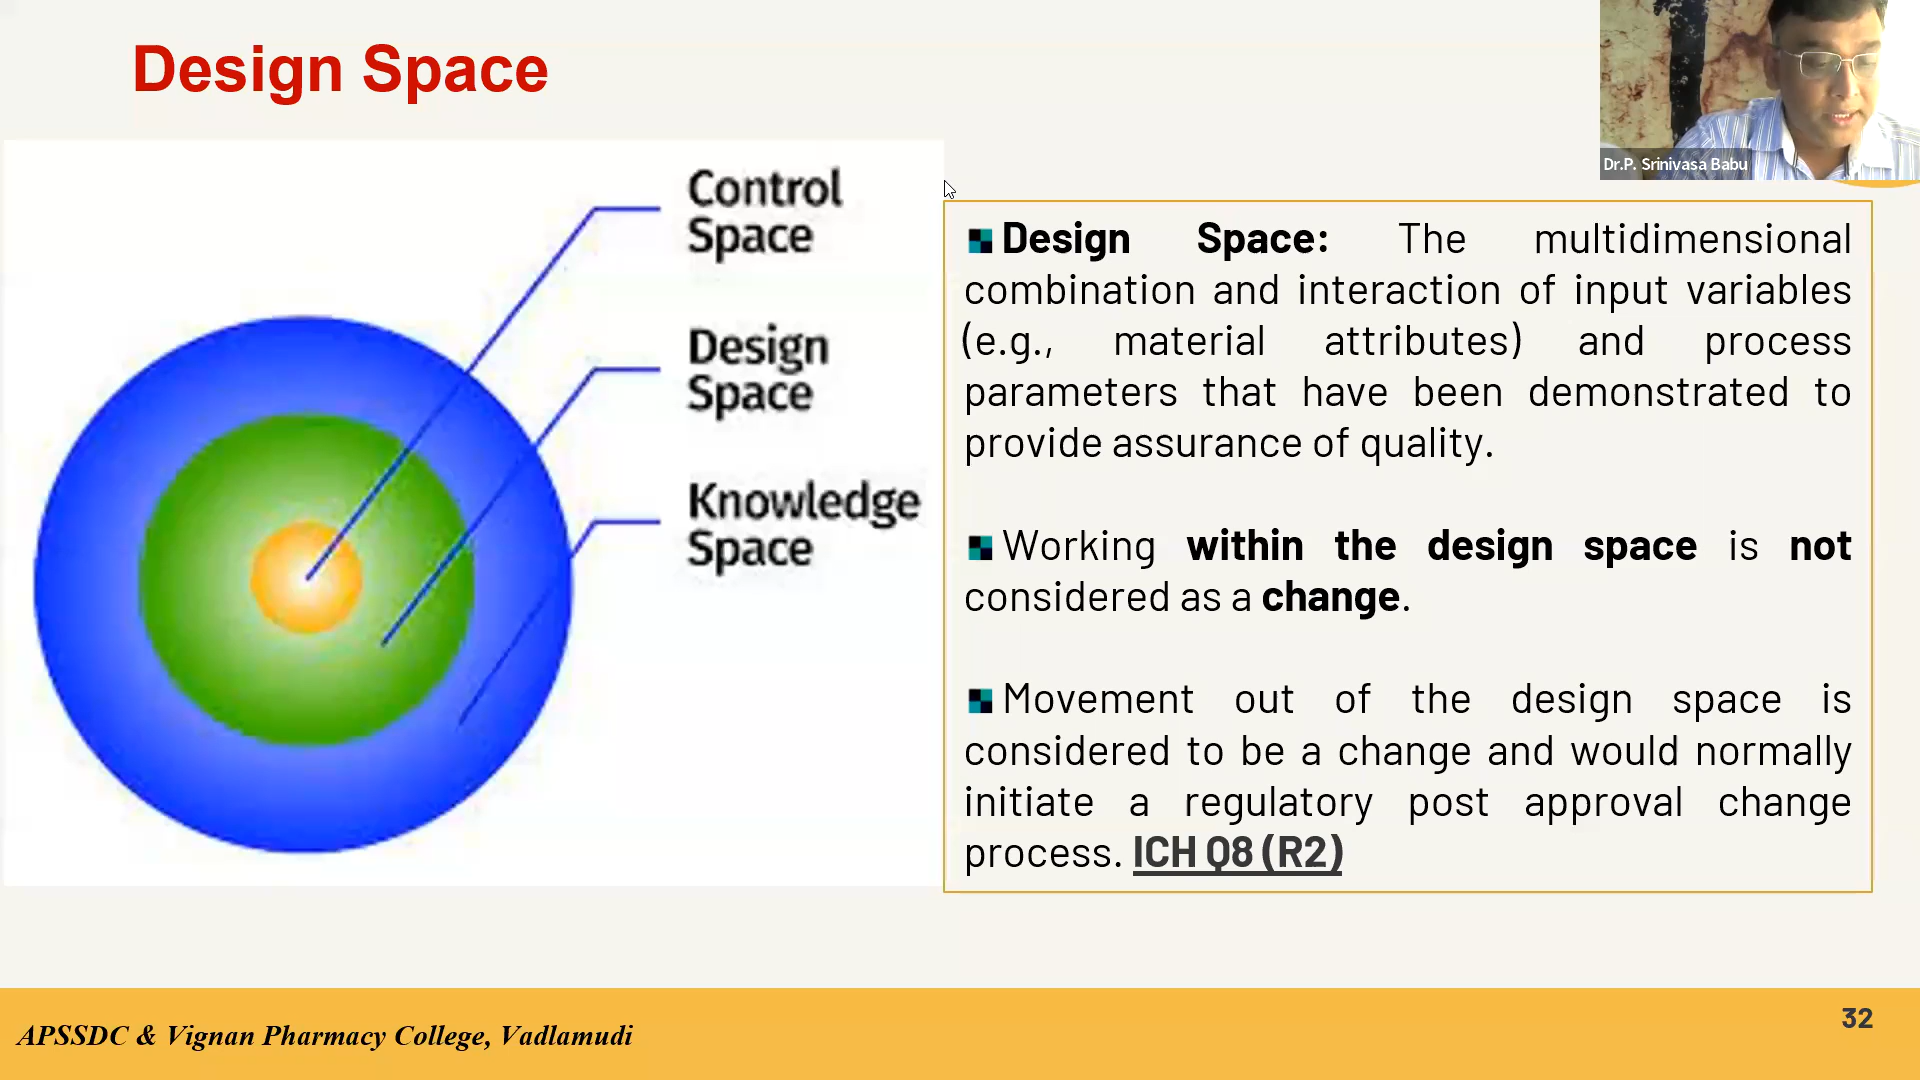 Design Space
Dr.P. Srinivasa Babu
Control
Space
Design
Space
Knowledge
Space
Design Space: The multidimensional
combination and interaction of input variables
(e.g., material attributes) and process
parameters that have been demonstrated to
provide assurance of quality.
Working within the design space is not
considered as a change.
Movement out of the design space is
considered to be a change and would normally
initiate a regulatory post approval change
process. ICH Q8 (R2)
APSSDC & Vignan Pharmacy College, Vadlamudi
32